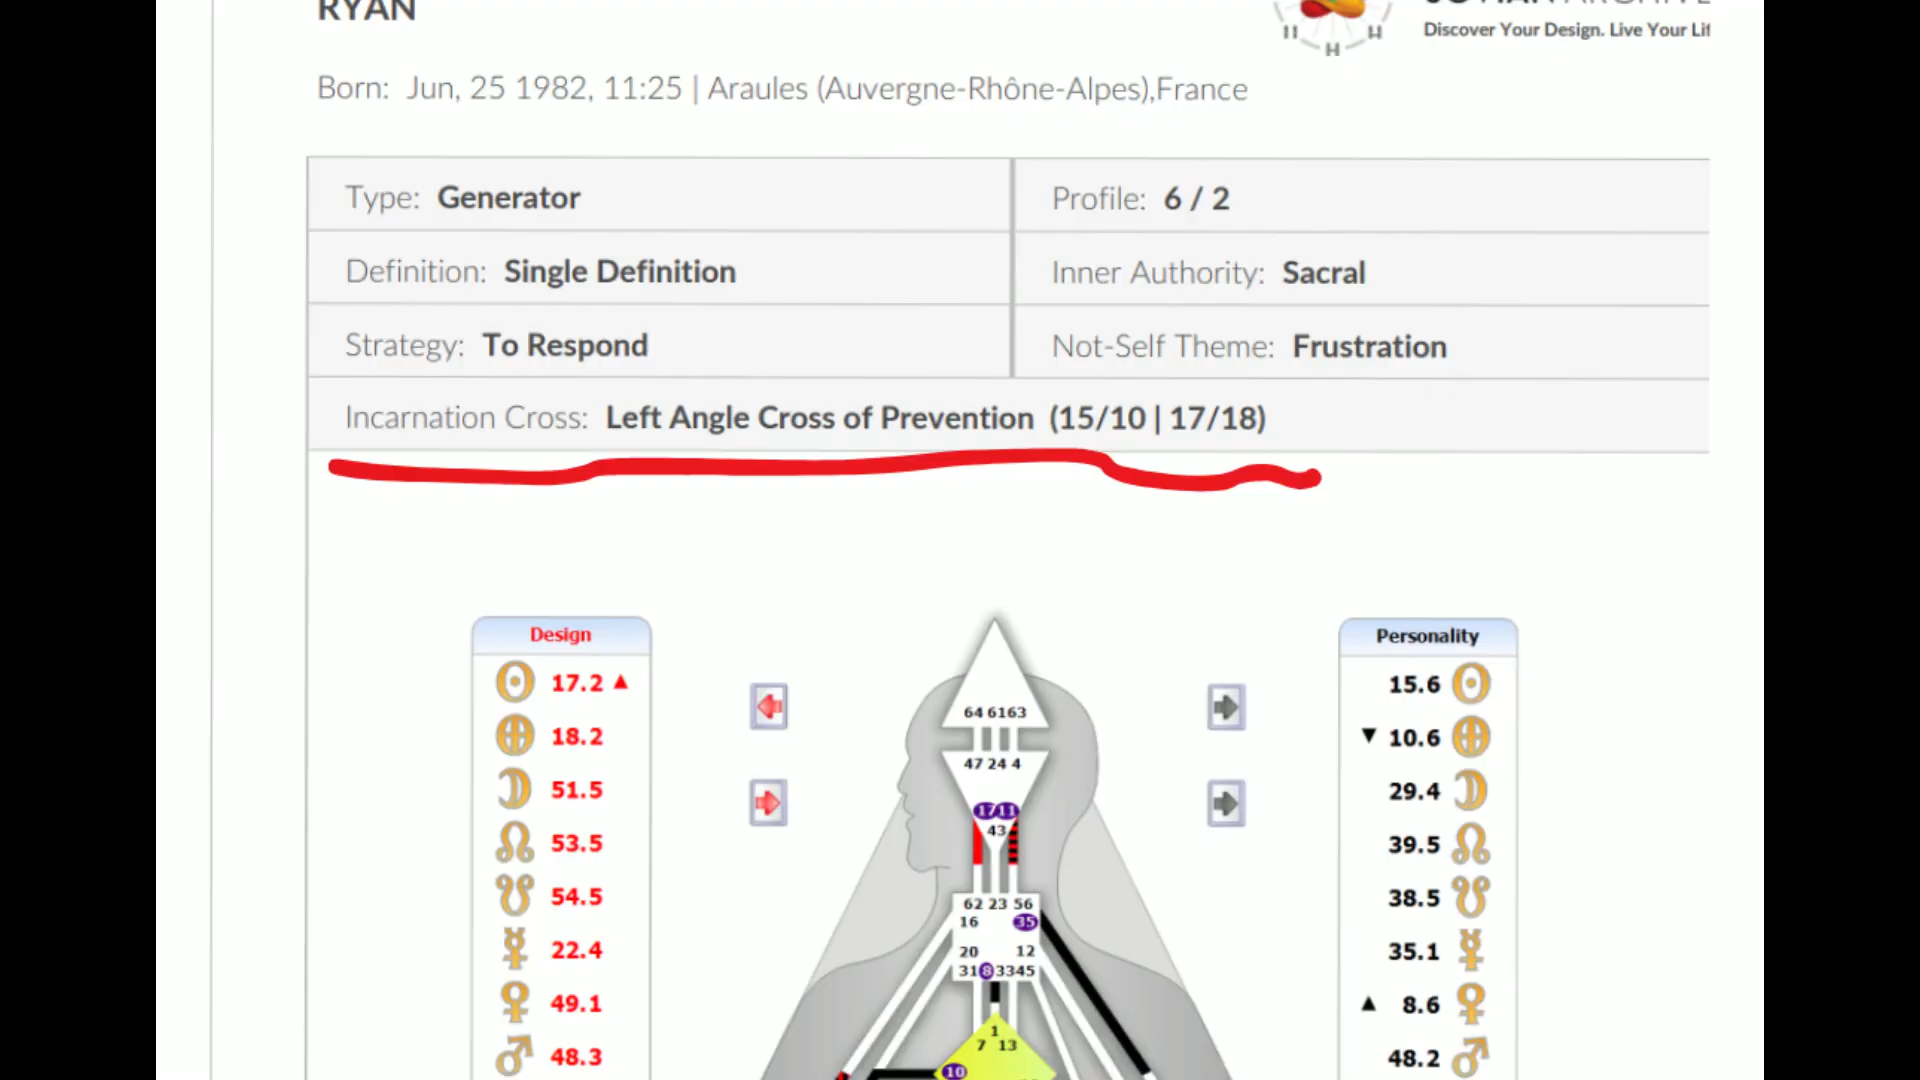 RYAN
Discover Your Design. Live Your Lif
Born: Jun, 25 1982, 11:25 | Araules (Auvergne-Rhône-Alpes),France
Type: Generator
Profile: 6 / 2
Definition: Single Definition
Inner Authority: Sacral
Strategy: To Respond
Not-Self Theme: Frustration
Incarnation Cross: Left Angle Cross of Prevention (15/10 | 17/18)
Design
17.2
18.2
51.5
53.5
54.5
22.4
49.1
48.3
64 61 63
47 24 4
17 11
43
62 23 56
16 35
20 12
31 8 33 45
1
7 13
10
Personality
15.6
10.6
29.4
39.5
38.5
35.1
8.6
48.2